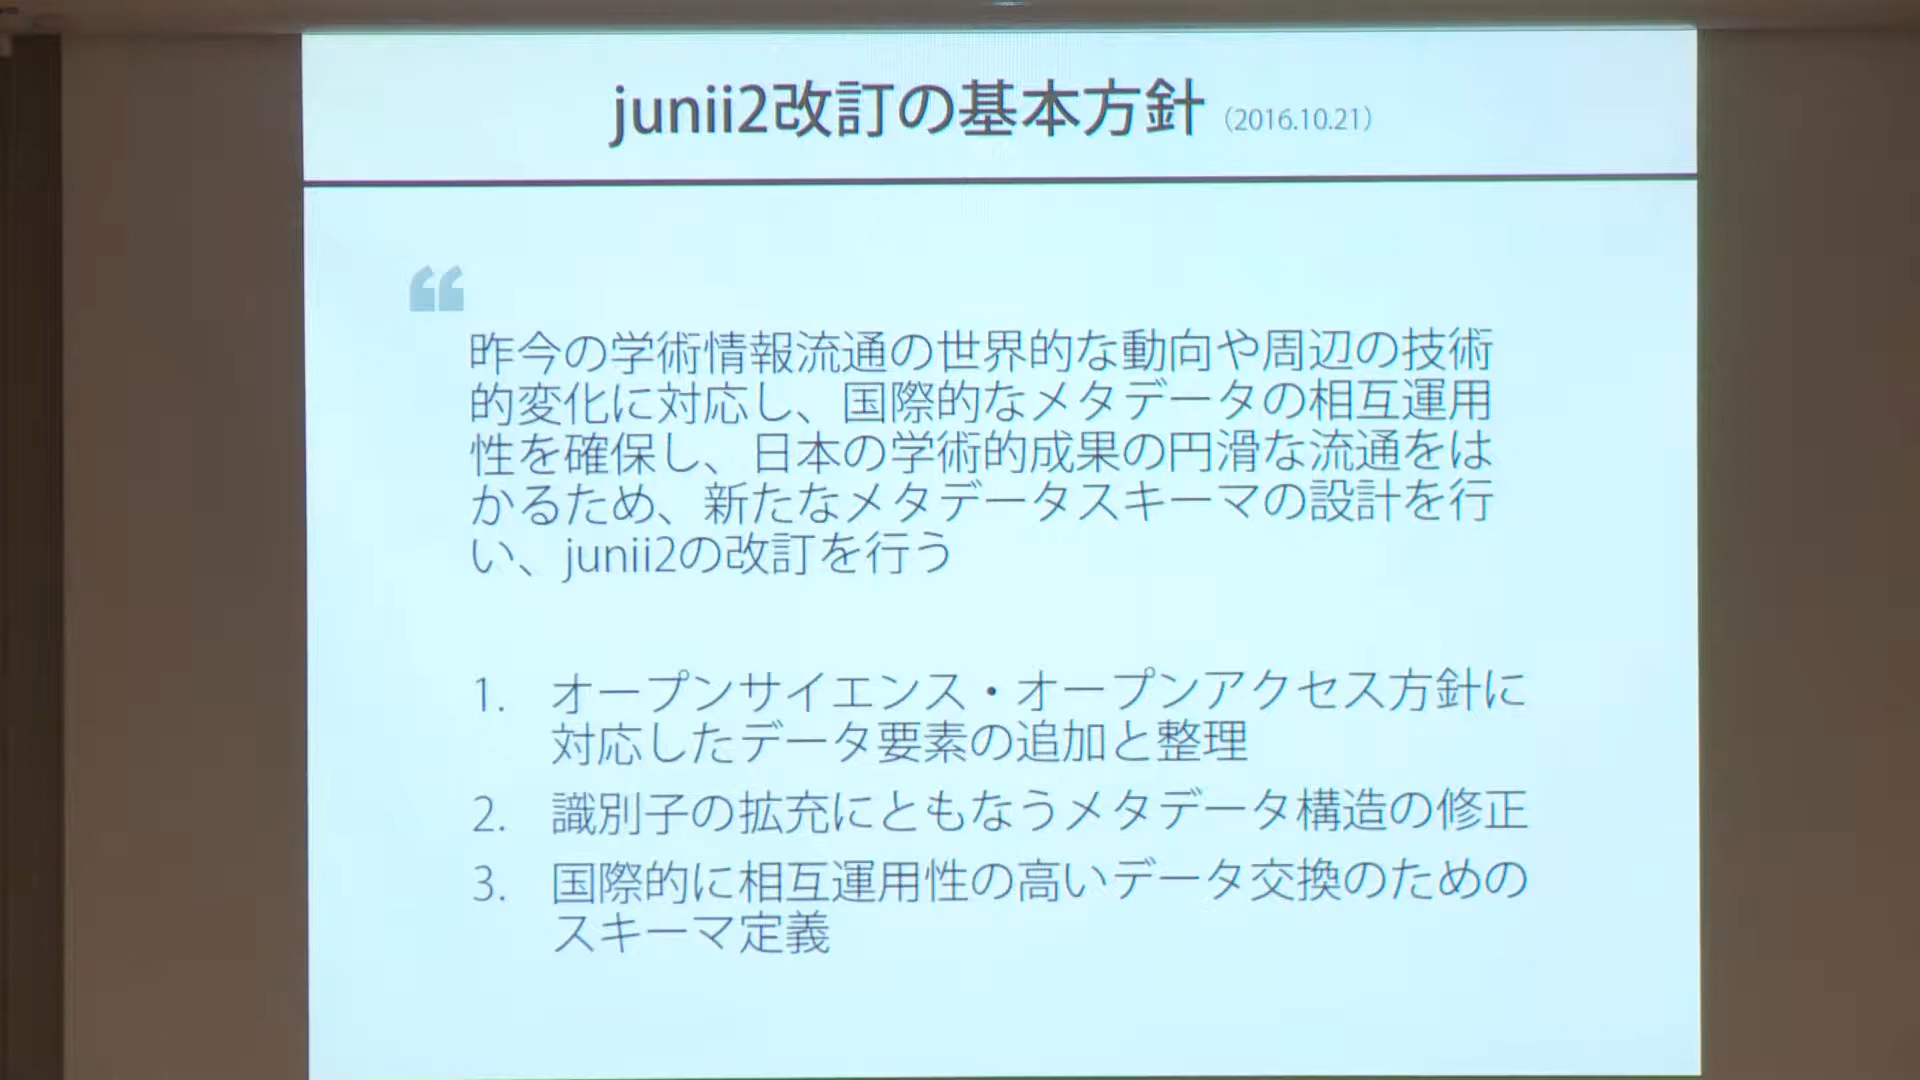 junii2改訂の基本方針（2016.10.21）
“
昨今の学術情報流通の世界的な動向や周辺の技術
的変化に対応し、国際的なメタデータの相互運用
性を確保し、日本の学術的成果の円滑な流通をは
かるため、新たなメタデータスキーマの設計を行
い、junii2の改訂を行う
1. オープンサイエンス・オープンアクセス方針に
対応したデータ要素の追加と整理
2. 識別子の拡充にともなうメタデータ構造の修正
3. 国際的に相互運用性の高いデータ交換のための
スキーマ定義